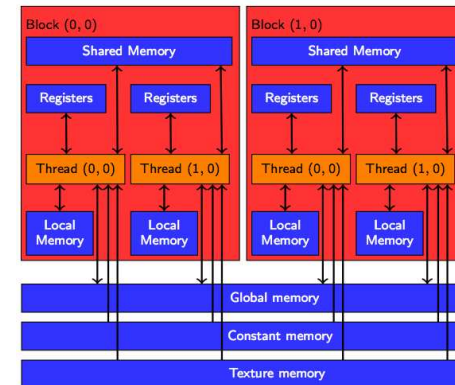 Block (0, 0)
Shared Memory
Registers
Registers
Thread (0, 0)
Thread (1, 0)
Local
Memory
Local
Memory
Block (1, 0)
Shared Memory
Registers
Registers
Thread (0, 0)
Thread (1, 0)
Local
Memory
Local
Memory
Global memory
Constant memory
Texture memory